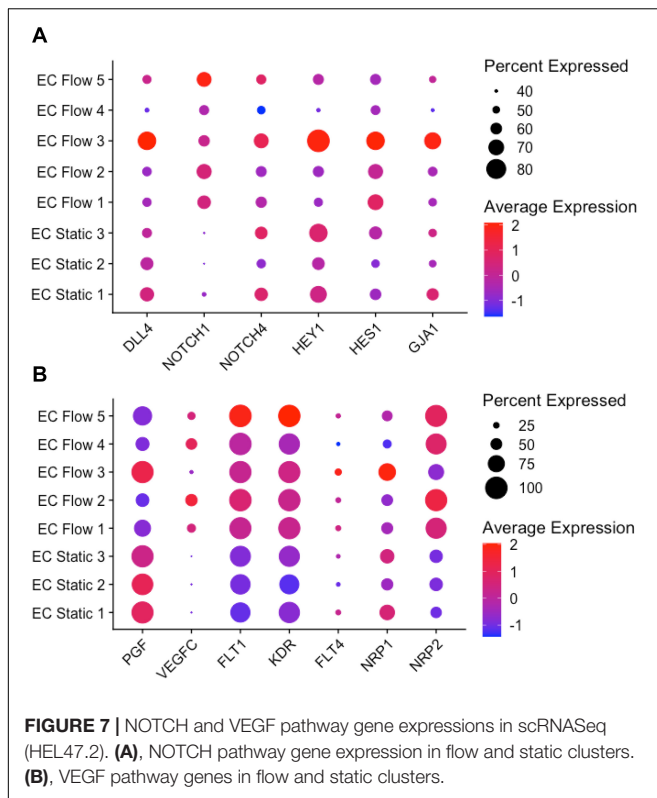 A
EC Flow 5
EC Flow 4
EC Flow 3
EC Flow 2
EC Flow 1
EC Static 3
EC Static 2
EC Static 1
DLL4
NOTCH1
NOTCH4
HEY1
HES1
GJA1
Percent Expressed
40
50
60
70
80
Average Expression
2
1
0
-1
B
EC Flow 5
EC Flow 4
EC Flow 3
EC Flow 2
EC Flow 1
EC Static 3
EC Static 2
EC Static 1
PGF
VEGFC
FLT1
KDR
FLT4
NRP1
NRP2
Percent Expressed
25
50
75
100
Average Expression
2
1
0
-1
FIGURE 7 | NOTCH and VEGF pathway gene expressions in scRNASeq
(HEL47.2). (A), NOTCH pathway gene expression in flow and static clusters.
(B), VEGF pathway genes in flow and static clusters.